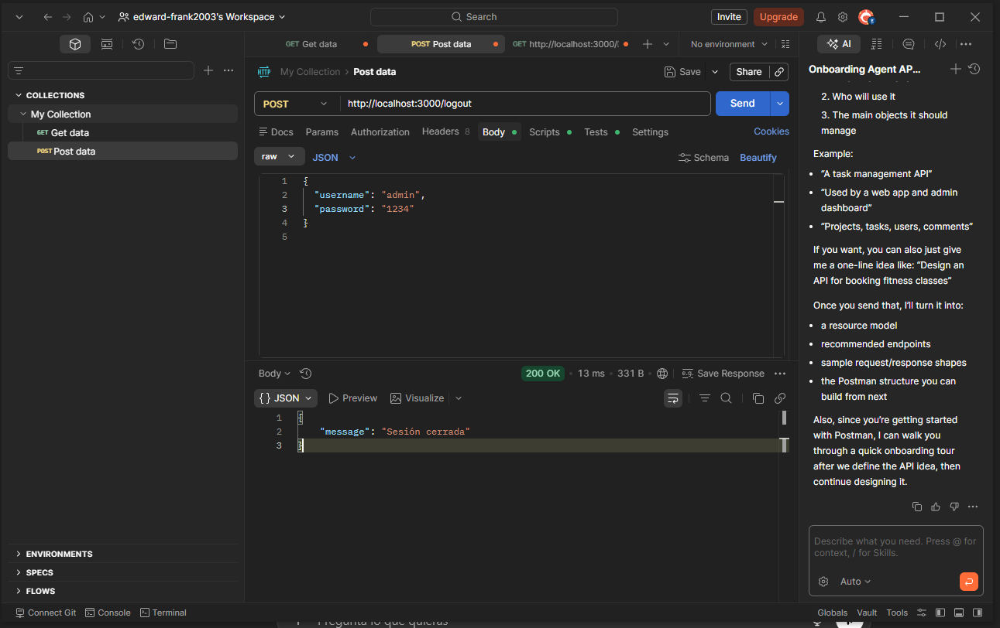 edward-frank2003's Workspace
Search
Invite
Upgrade
GET Get data
POST Post data
GET http://localhost:3000/
No environment
AI
COLLECTIONS
My Collection
GET Get data
POST Post data
HTTP My Collection > Post data
Save
Share
POST
http://localhost:3000/logout
Send
Docs Params Authorization Headers 8 Body Scripts Tests Settings
Cookies
raw JSON
Schema Beautify
1 {
2 "username": "admin",
3 "password": "1234"
4 }
5
Body
200 OK • 13 ms • 331 B
e.g. Save Response
{} JSON Preview Visualize
1 {
2 "message": "Sesión cerrada"
3 }
Onboarding Agent AP...
2. Who will use it
3. The main objects it should
manage
Example:
• “A task management API”
• “Used by a web app and admin
dashboard”
• “Projects, tasks, users, comments”
If you want, you can also just give
me a one-line idea like: “Design an
API for booking fitness classes”
Once you send that, I’ll turn it into:
• a resource model
• recommended endpoints
• sample request/response shapes
• the Postman structure you can
build from next
Also, since you’re getting started
with Postman, I can walk you
through a quick onboarding tour
after we define the API idea, then
continue designing it.
Describe what you need. Press @ for
context, / for Skills.
Auto
ENVIRONMENTS
SPECS
FLOWS
Connect Git Console Terminal
Globals Vault Tools
Pregunta lo que quieras